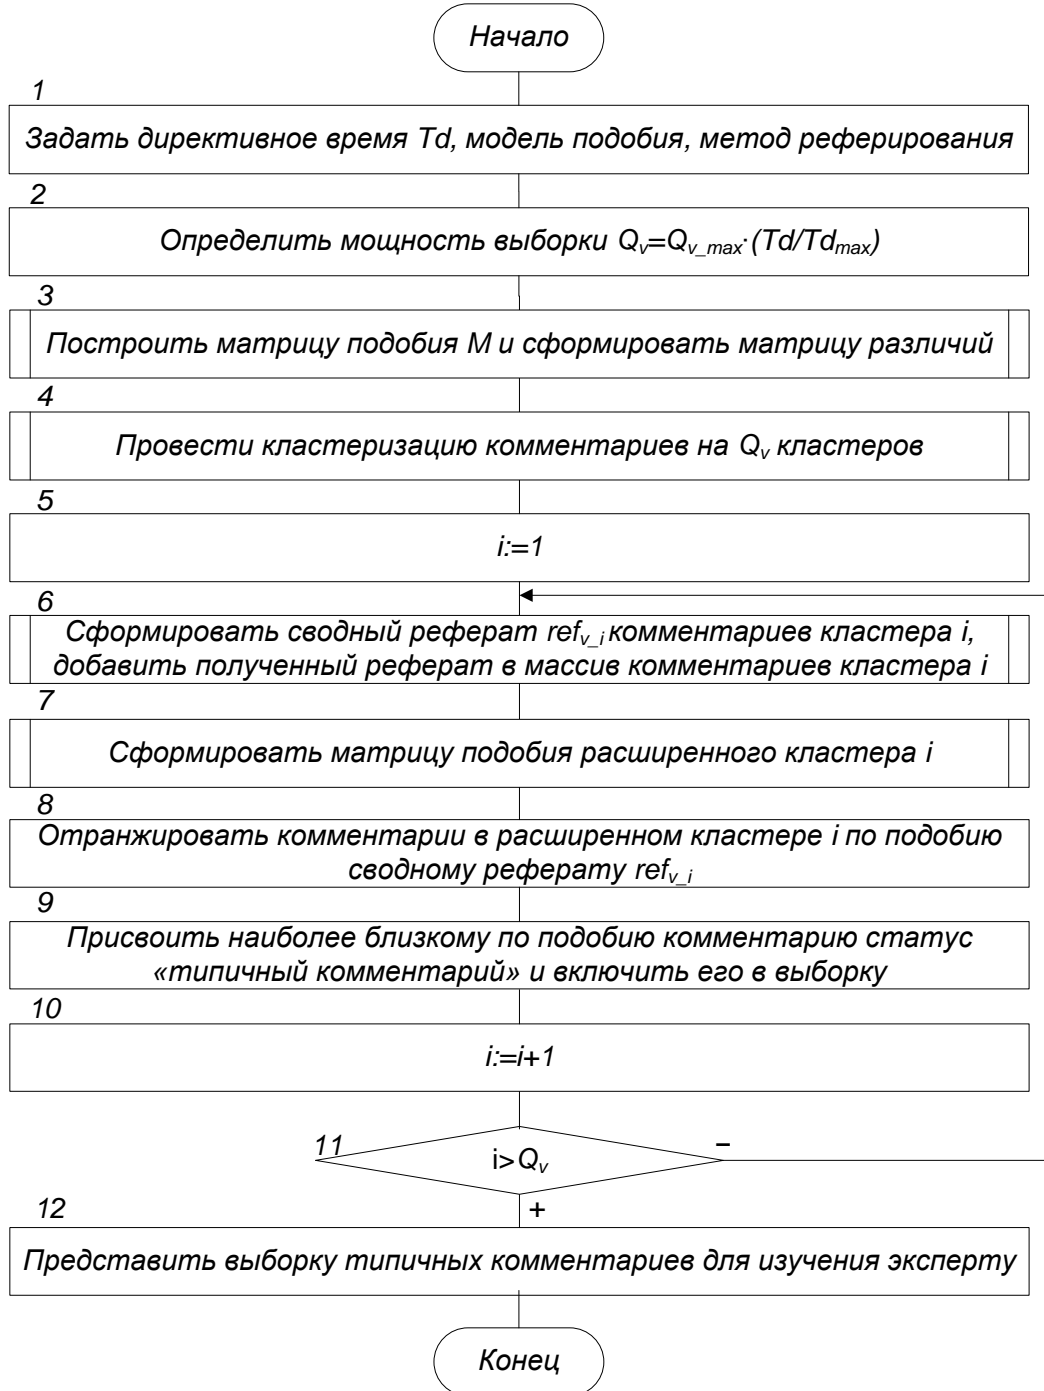 Начало
1
Задать директивное время Td, модель подобия, метод реферирования
2
Определить мощность выборки Qv=Qv_max·(Td/Tdmax)
3
Построить матрицу подобия М и сформировать матрицу различий
4
Провести кластеризацию комментариев на Qv кластеров
5
i:=1
6
Сформировать сводный реферат refv_i комментариев кластера i,
добавить полученный реферат в массив комментариев кластера i
7
Сформировать матрицу подобия расширенного кластера i
8
Отранжировать комментарии в расширенном кластере i по подобию
сводному реферату refv_i
9
Присвоить наиболее близкому по подобию комментарию статус
«типичный комментарий» и включить его в выборку
10
i:=i+1
11
i>Qv
–
+
12
Представить выборку типичных комментариев для изучения эксперту
Конец